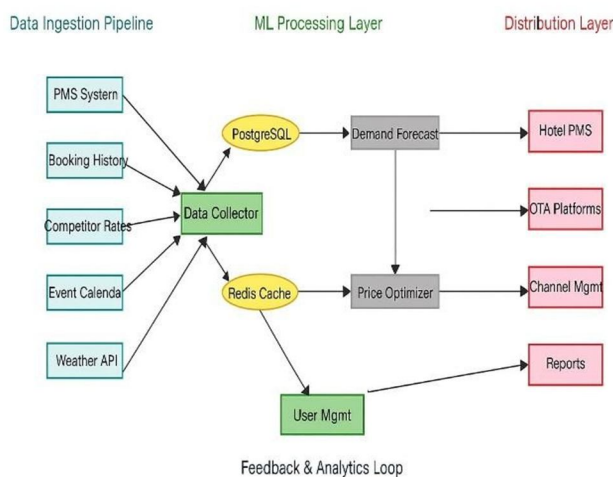 Data Ingestion Pipeline
ML Processing Layer
Distribution Layer
PMS Systern
PostgreSQL
Demand Forecast
Hotel PMS
Booking History
Competitor Rates
Data Collector
OTA Platforms
Event Calenda
Redis Cache
Price Optimizer
Channel Mgmt
Weather API
Reports
User Mgmt
Feedback & Analytics Loop